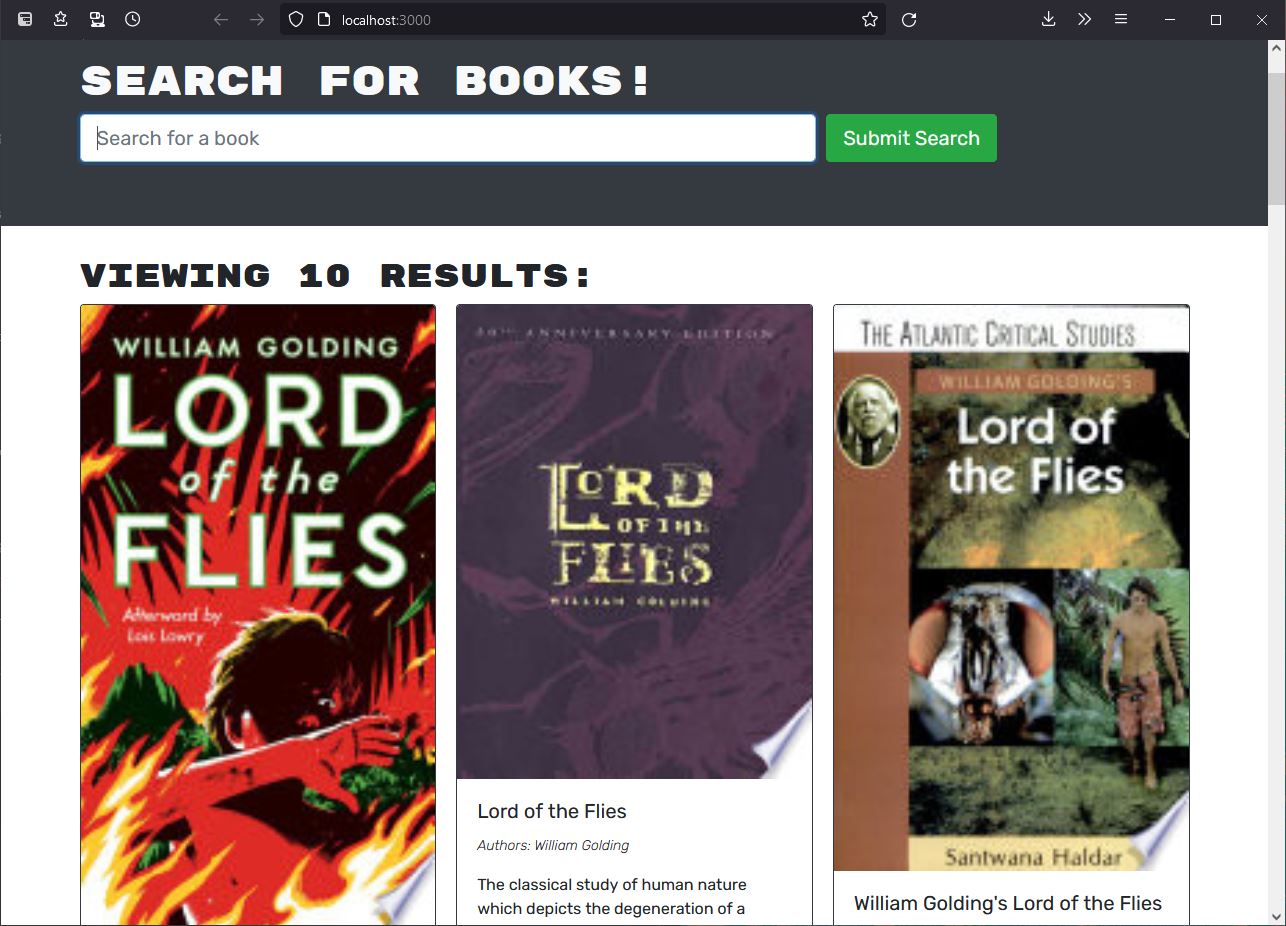 localhost:3000
SEARCH FOR BOOKS!
Search for a book
Submit Search
VIEWING 10 RESULTS:
WILLIAM GOLDING
LORD
of the
FLIES
Afterword by
Lois Lowry
50TH ANNIVERSARY EDITION
LORD
OF THE
FLIES
WILLIAM GOLDING
Lord of the Flies
Authors: William Golding
The classical study of human nature
which depicts the degeneration of a
THE ATLANTIC CRITICAL STUDIES
WILLIAM GOLDING'S
Lord of
the Flies
Santwana Haldar
William Golding's Lord of the Flies